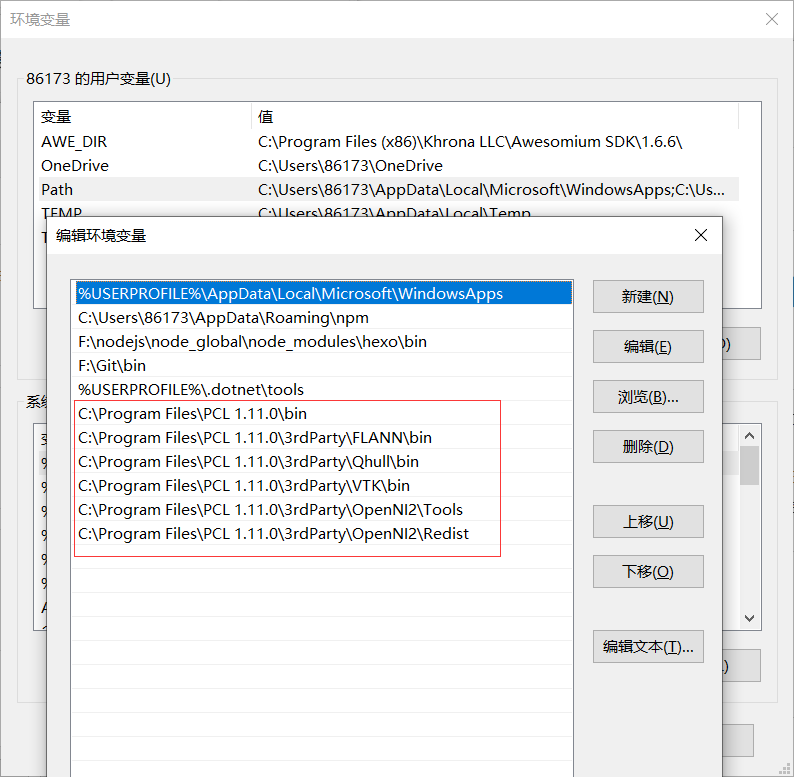 环境变量
86173 的用户变量(U)
变量 值
AWE_DIR C:\Program Files (x86)\Khrona LLC\Awesomium SDK\1.6.6\
OneDrive C:\Users\86173\OneDrive
Path C:\Users\86173\AppData\Local\Microsoft\WindowsApps;C:\Us...
TEMP C:\Users\86173\AppData\Local\Temp
编辑环境变量
%USERPROFILE%\AppData\Local\Microsoft\WindowsApps
C:\Users\86173\AppData\Roaming\npm
F:\nodejs\node_global\node_modules\hexo\bin
F:\Git\bin
%USERPROFILE%\.dotnet\tools
C:\Program Files\PCL 1.11.0\bin
C:\Program Files\PCL 1.11.0\3rdParty\FLANN\bin
C:\Program Files\PCL 1.11.0\3rdParty\Qhull\bin
C:\Program Files\PCL 1.11.0\3rdParty\VTK\bin
C:\Program Files\PCL 1.11.0\3rdParty\OpenNI2\Tools
C:\Program Files\PCL 1.11.0\3rdParty\OpenNI2\Redist
新建(N)
编辑(E)
浏览(B)...
删除(D)
上移(U)
下移(O)
编辑文本(T)...